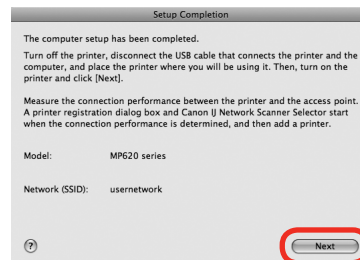 Setup Completion
The computer setup has been completed.
Turn off the printer, disconnect the USB cable that connects the printer and the
computer, and place the printer where you will be using it. Then, turn on the
printer and click [Next].
Measure the connection performance between the printer and the access point.
A printer registration dialog box and Canon IJ Network Scanner Selector start
when the connection performance is determined, and then add a printer.
Model: MP620 series
Network (SSID): usernetwork
? Next